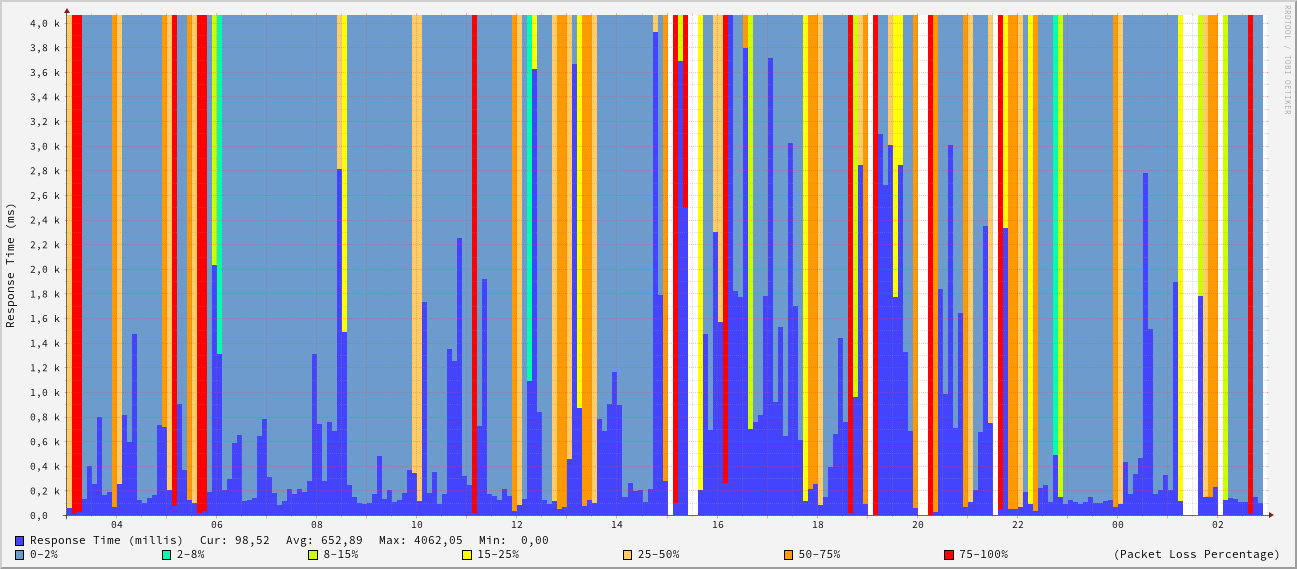 RRDTOOL / TOBI OETIKER
Response Time (ms)
4,0 k
3,8 k
3,6 k
3,4 k
3,2 k
3,0 k
2,8 k
2,6 k
2,4 k
2,2 k
2,0 k
1,8 k
1,6 k
1,4 k
1,2 k
1,0 k
0,8 k
0,6 k
0,4 k
0,2 k
0,0
04 06 08 10 12 14 16 18 20 22 00 02
Response Time (millis) Cur: 98,52 Avg: 652,89 Max: 4062,05 Min: 0,00
0-2% 2-8% 8-15% 15-25% 25-50% 50-75% 75-100% (Packet Loss Percentage)